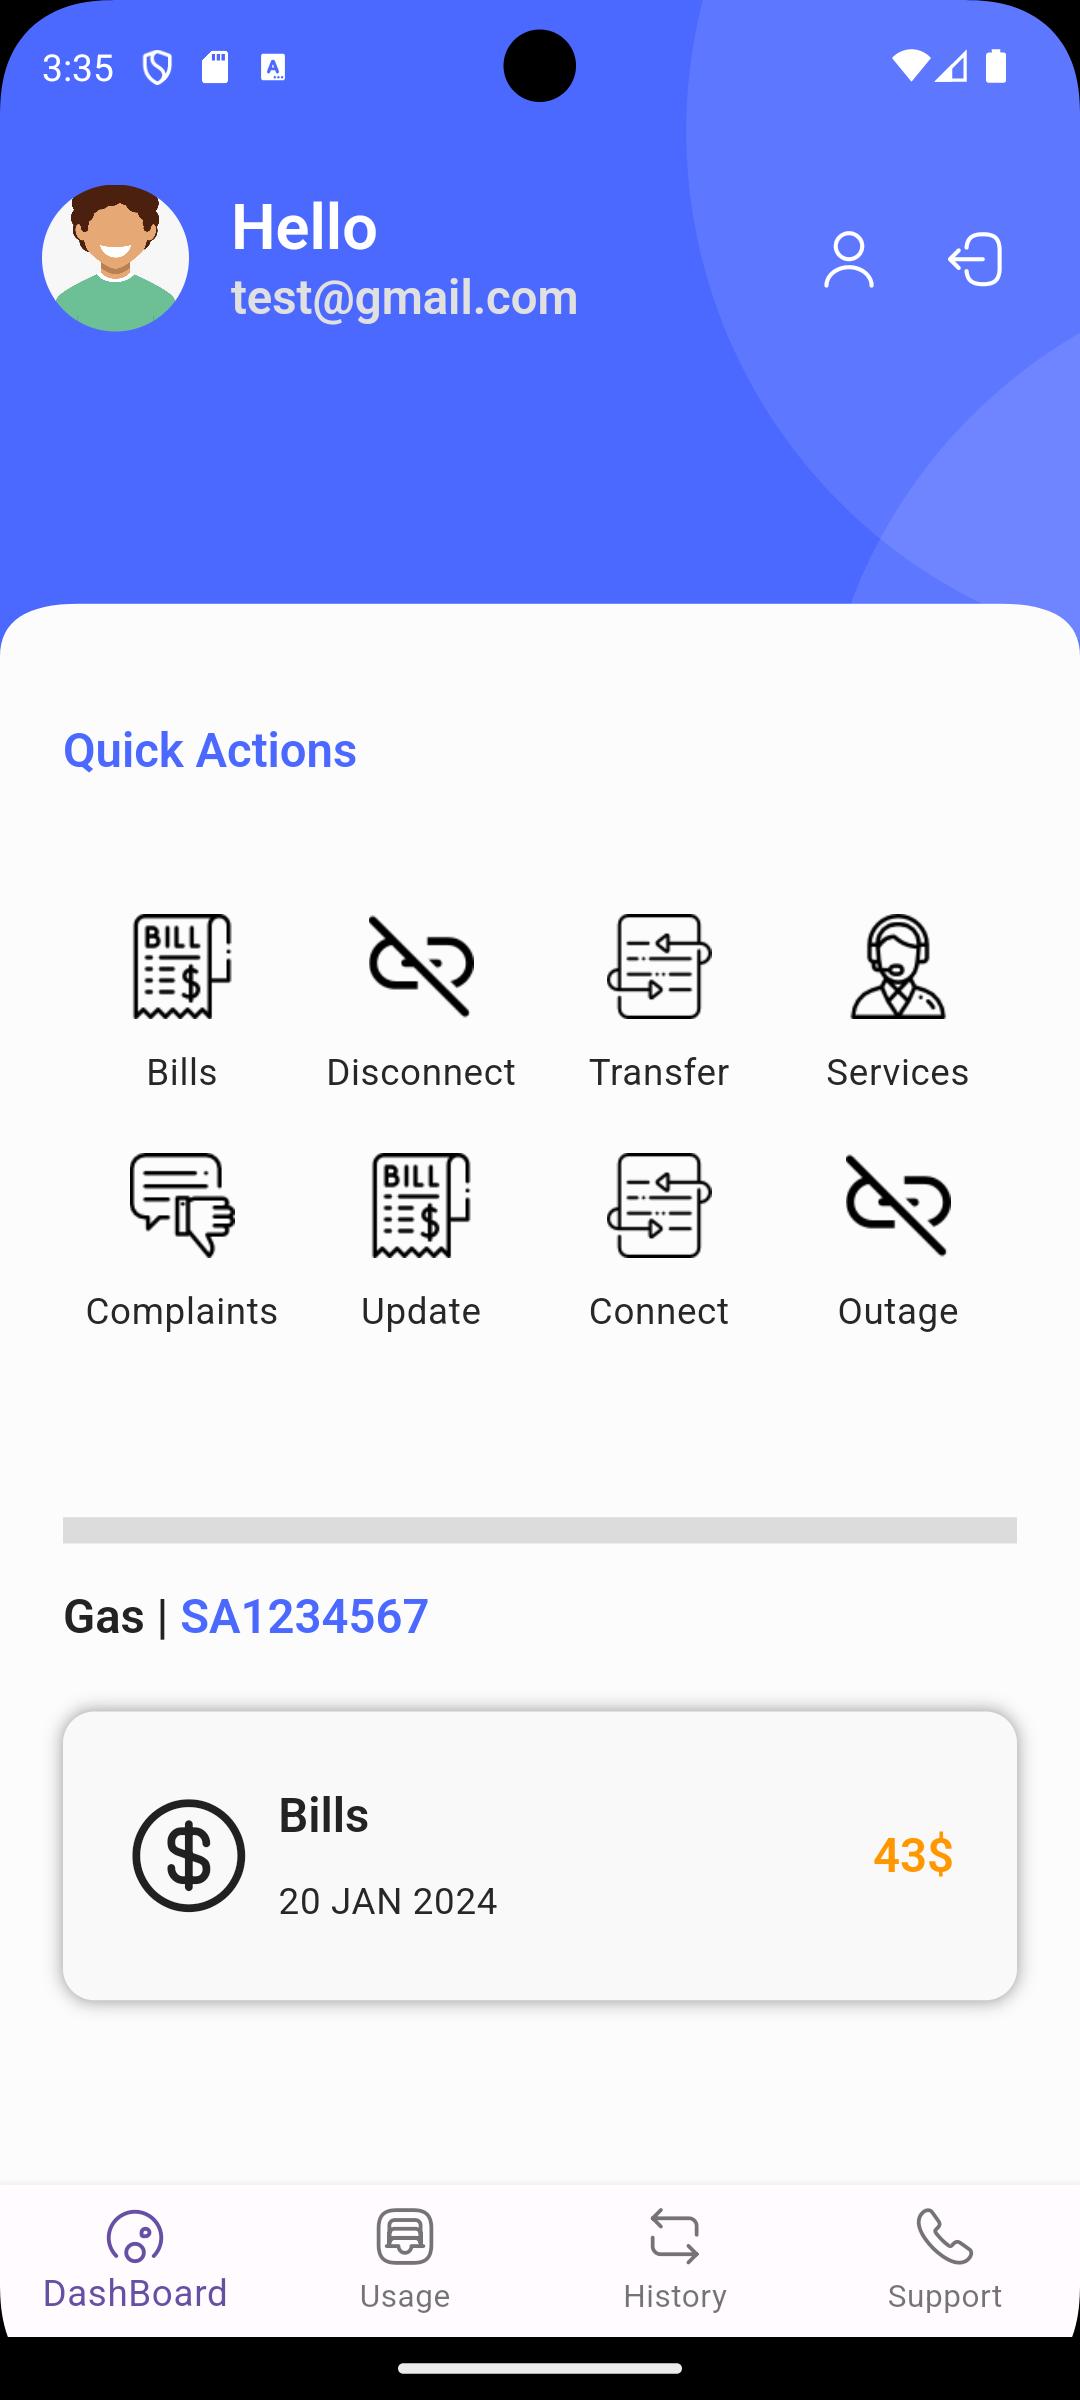 3:35
Hello
test@gmail.com
Quick Actions
BILL
Bills
Disconnect
Transfer
Services
Complaints
BILL
Update
Connect
Outage
Gas | SA1234567
Bills
43$
20 JAN 2024
DashBoard
Usage
History
Support